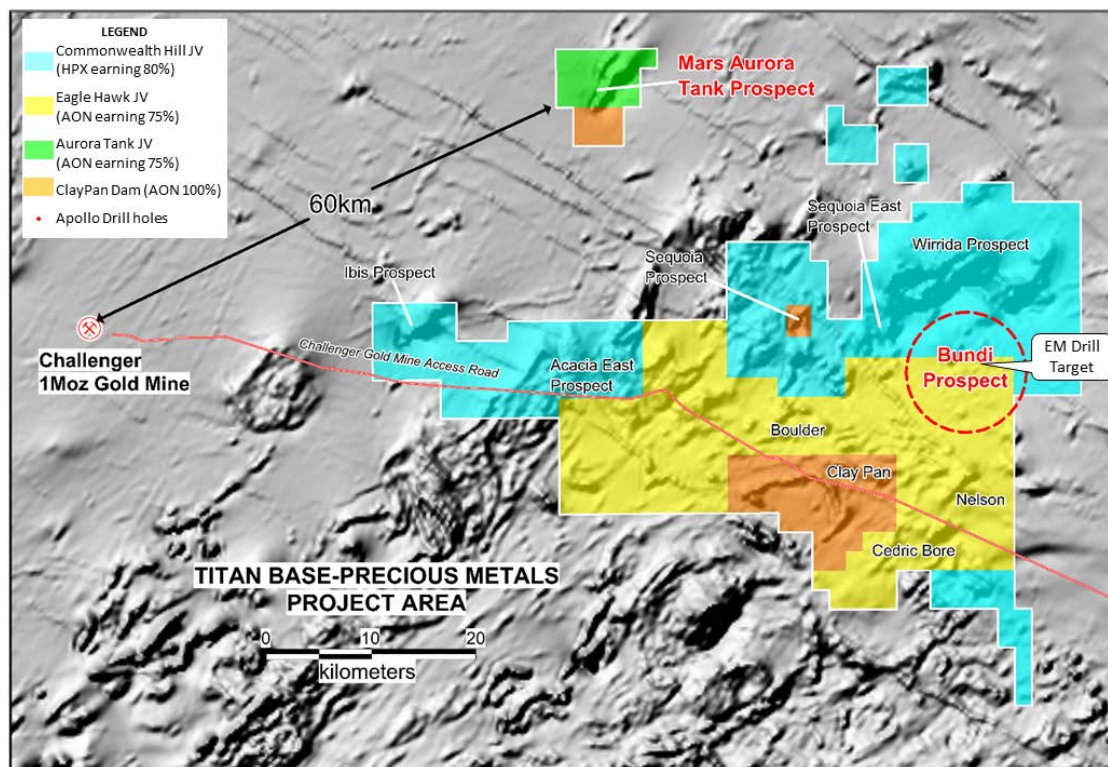 LEGEND
Commonwealth Hill JV
(HPX earning 80%)
Eagle Hawk JV
(AON earning 75%)
Aurora Tank JV
(AON earning 75%)
ClayPan Dam (AON 100%)
Apollo Drill holes
Mars Aurora
Tank Prospect
60km
Sequoia East
Prospect
Wirrida Prospect
Sequoia
Prospect
Ibis Prospect
Challenger
1Moz Gold Mine
Challenger Gold Mine Access Road
Acacia East
Prospect
Bundi
Prospect
EM Drill
Target
Boulder
Clay Pan
Nelson
Cedric Bore
TITAN BASE-PRECIOUS METALS
PROJECT AREA
0 10 20
kilometers